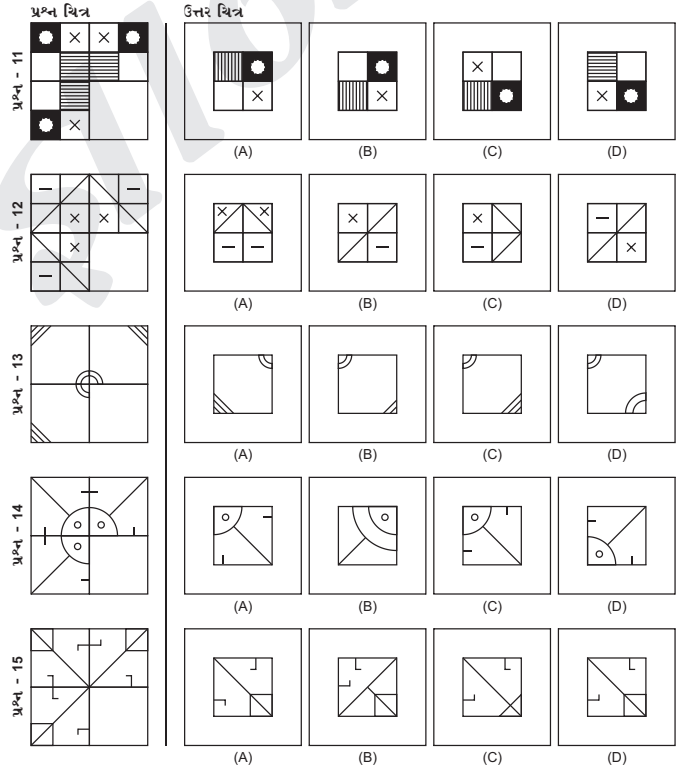 પ્રશ્ન ચિત્ર
ઉત્તર ચિત્ર
પ્રશ્ન - 11
(A) (B) (C) (D)
પ્રશ્ન - 12
(A) (B) (C) (D)
પ્રશ્ન - 13
(A) (B) (C) (D)
પ્રશ્ન - 14
(A) (B) (C) (D)
પ્રશ્ન - 15
(A) (B) (C) (D)